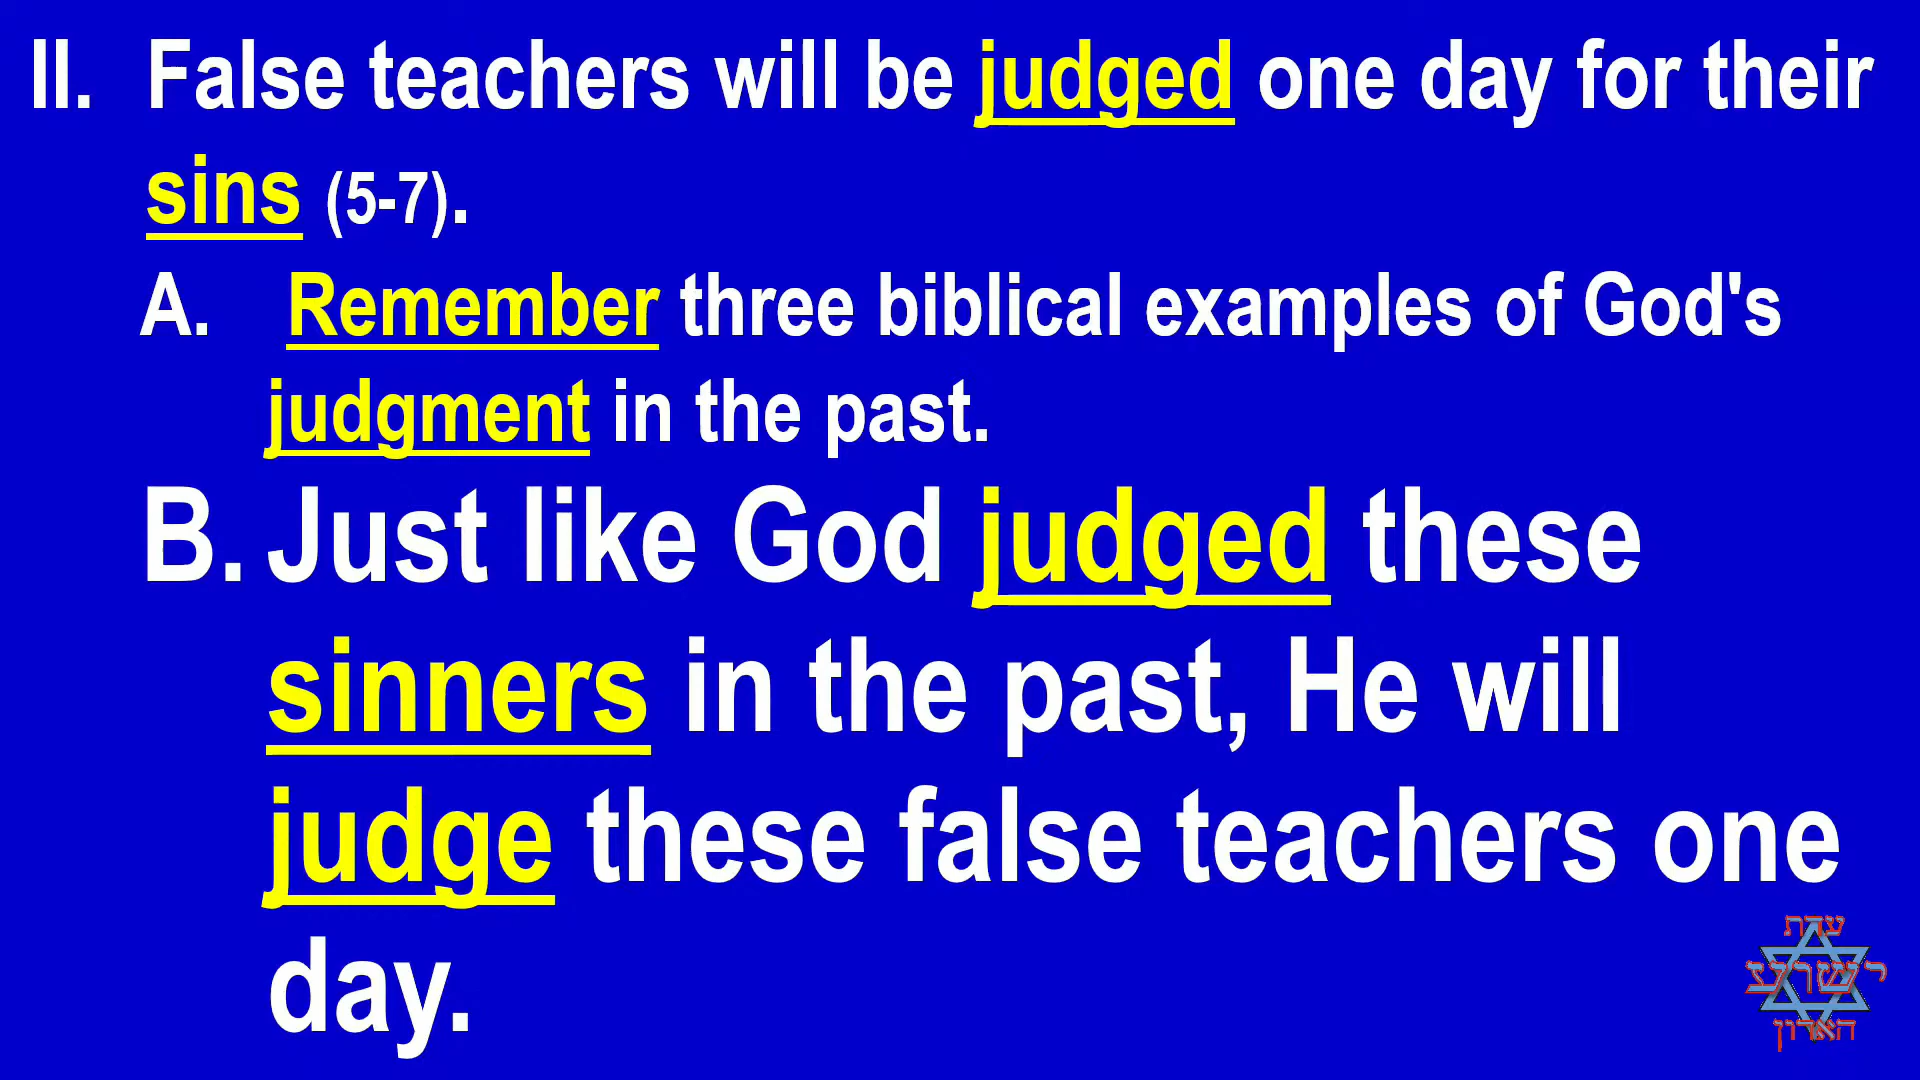 II. False teachers will be judged one day for their
sins (5-7).
A. Remember three biblical examples of God's
judgment in the past.
B. Just like God judged these
sinners in the past, He will
judge these false teachers one
day.
עדת
האדון